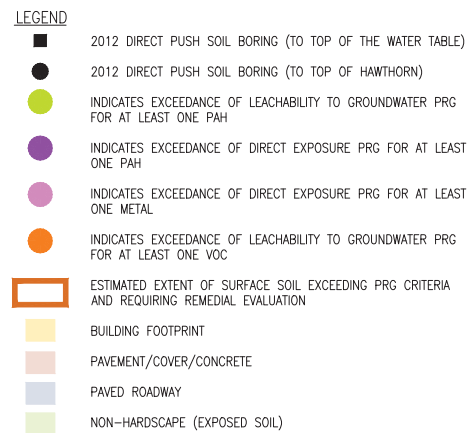 LEGEND
2012 DIRECT PUSH SOIL BORING (TO TOP OF THE WATER TABLE)
2012 DIRECT PUSH SOIL BORING (TO TOP OF HAWTHORN)
INDICATES EXCEEDANCE OF LEACHABILITY TO GROUNDWATER PRG
FOR AT LEAST ONE PAH
INDICATES EXCEEDANCE OF DIRECT EXPOSURE PRG FOR AT LEAST
ONE PAH
INDICATES EXCEEDANCE OF DIRECT EXPOSURE PRG FOR AT LEAST
ONE METAL
INDICATES EXCEEDANCE OF LEACHABILITY TO GROUNDWATER PRG
FOR AT LEAST ONE VOC
ESTIMATED EXTENT OF SURFACE SOIL EXCEEDING PRG CRITERIA
AND REQUIRING REMEDIAL EVALUATION
BUILDING FOOTPRINT
PAVEMENT/COVER/CONCRETE
PAVED ROADWAY
NON-HARDSCAPE (EXPOSED SOIL)